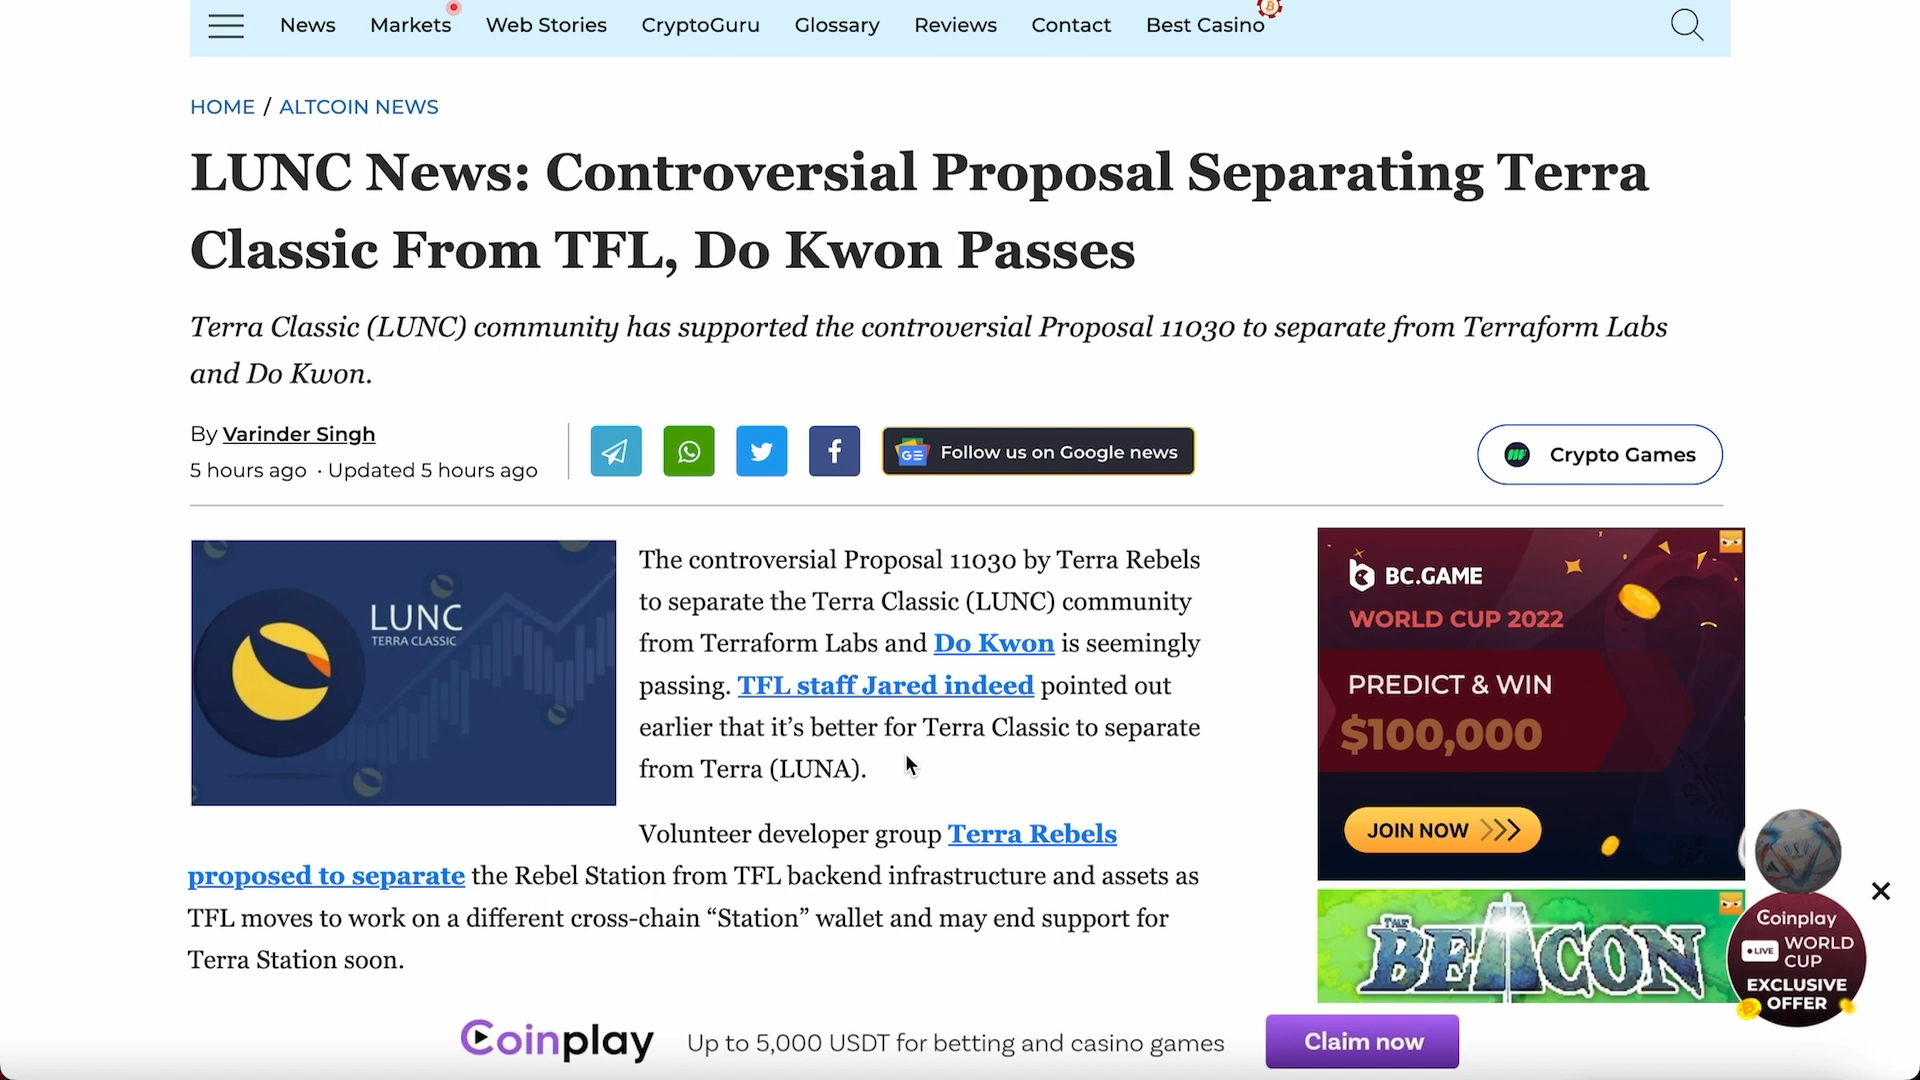 News Markets Web Stories CryptoGuru Glossary Reviews Contact Best Casino
HOME / ALTCOIN NEWS
LUNC News: Controversial Proposal Separating Terra
Classic From TFL, Do Kwon Passes
Terra Classic (LUNC) community has supported the controversial Proposal 11030 to separate from Terraform Labs
and Do Kwon.
By Varinder Singh
5 hours ago · Updated 5 hours ago
Follow us on Google news
Crypto Games
LUNC
TERRA CLASSIC
The controversial Proposal 11030 by Terra Rebels
to separate the Terra Classic (LUNC) community
from Terraform Labs and Do Kwon is seemingly
passing. TFL staff Jared indeed pointed out
earlier that it’s better for Terra Classic to separate
from Terra (LUNA).
Volunteer developer group Terra Rebels
proposed to separate the Rebel Station from TFL backend infrastructure and assets as
TFL moves to work on a different cross-chain “Station” wallet and may end support for
Terra Station soon.
BC.GAME
WORLD CUP 2022
PREDICT & WIN
$100,000
JOIN NOW >>>
THE
BEACON
Coinplay
LIVE WORLD
CUP
EXCLUSIVE
OFFER
Coinplay Up to 5,000 USDT for betting and casino games Claim now